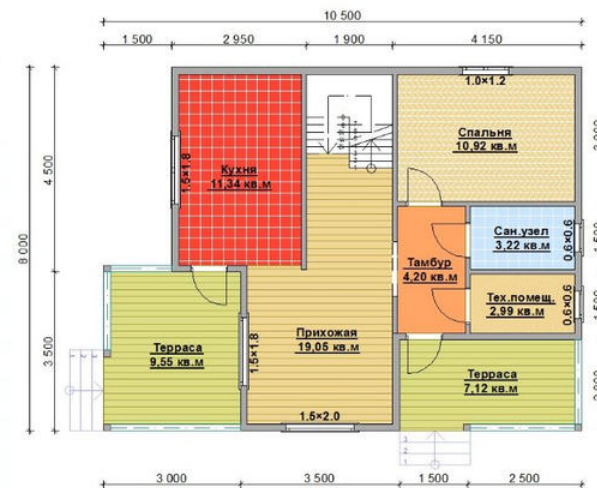 10 500
1 500 2 950 1 900 4 150
1.0×1.2
Спальня
10,92 кв.м
4 500
8 000
1.5×1.8
Кухня
11,34 кв.м
Сан.узел
3,22 кв.м
0,6×0,6
Тамбур
4,20 кв.м
Тех.помещ.
2,99 кв.м
0,6×0,6
3 500
Терраса
9,55 кв.м
1.5×1.8
Прихожая
19,05 кв.м
Терраса
7,12 кв.м
1.5×2.0
3 000 3 500 1 500 2 500